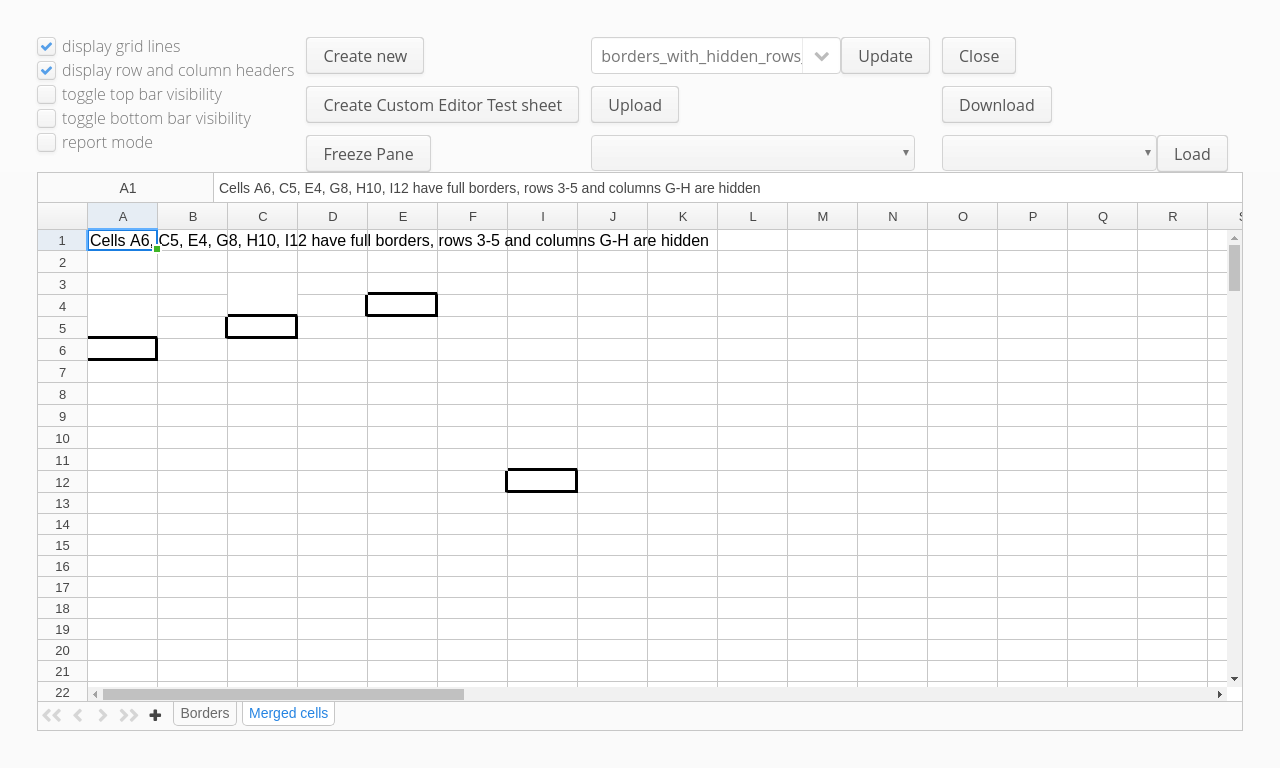 display grid lines
display row and column headers
toggle top bar visibility
toggle bottom bar visibility
report mode
Create new
Create Custom Editor Test sheet
Freeze Pane
borders_with_hidden_rows_
Update
Close
Upload
Download
Load
A1
Cells A6, C5, E4, G8, H10, I12 have full borders, rows 3-5 and columns G-H are hidden
A B C D E F G H I J K L M N O P Q R S
1 Cells A6, C5, E4, G8, H10, I12 have full borders, rows 3-5 and columns G-H are hidden
2
3
4
5
6
7
8
9
10
11
12
13
14
15
16
17
18
19
20
21
22
Borders
Merged cells